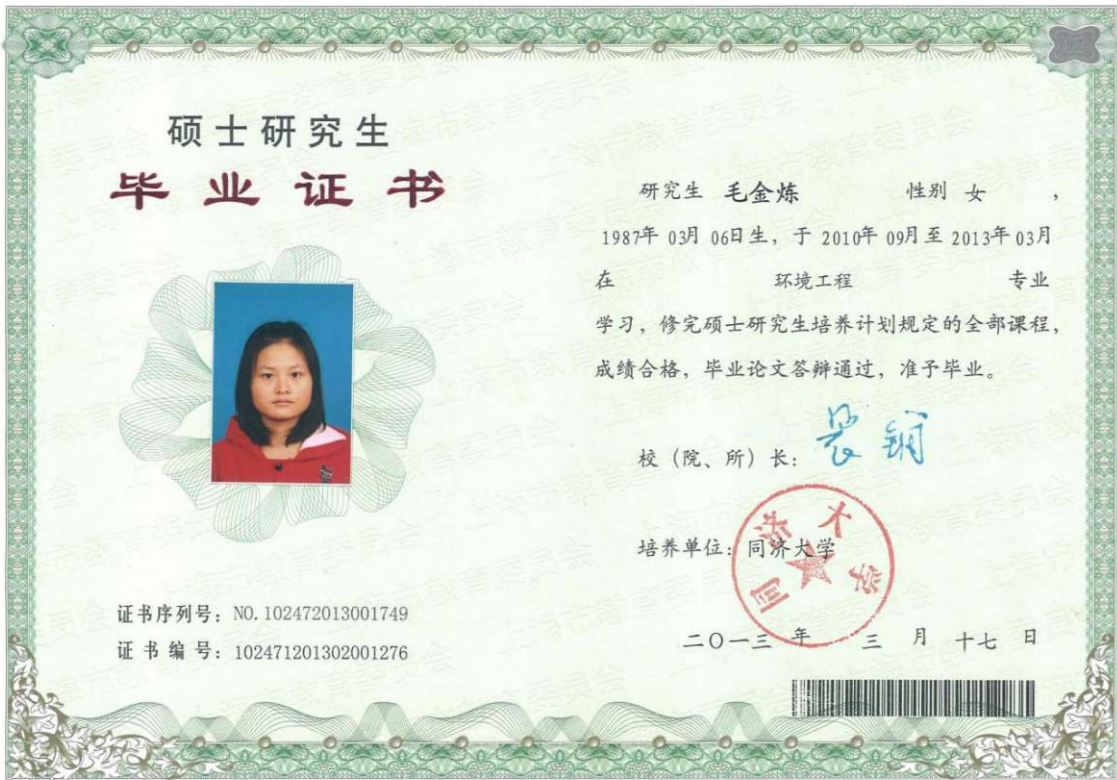 硕士研究生
毕业证书
研究生 毛金炼 性别 女 ，
1987年 03月 06日生，于 2010年 09月至 2013年 03月
在 环境工程 专业
学习，修完硕士研究生培养计划规定的全部课程，
成绩合格，毕业论文答辩通过，准予毕业。
校（院、所）长：裴钢
培养单位：同济大学
同济大学
二〇一三 年 三 月 十七 日
证书序列号：NO.102472013001749
证 书 编 号：102471201302001276